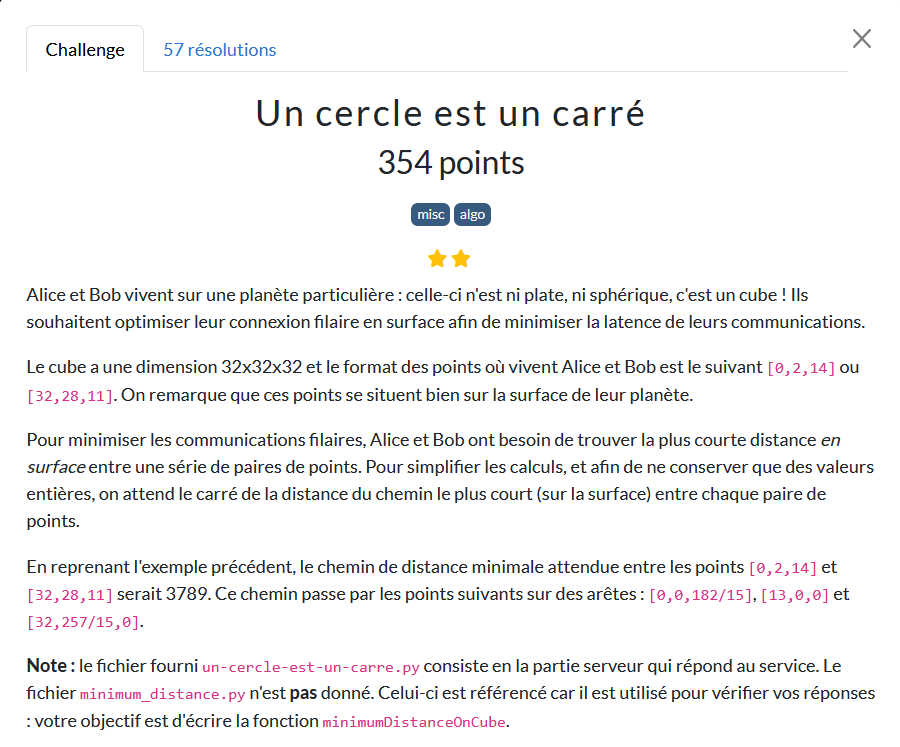 Challenge
57 résolutions
Un cercle est un carré
354 points
misc algo
Alice et Bob vivent sur une planète particulière : celle-ci n'est ni plate, ni sphérique, c'est un cube ! Ils
souhaitent optimiser leur connexion filaire en surface afin de minimiser la latence de leurs communications.
Le cube a une dimension 32x32x32 et le format des points où vivent Alice et Bob est le suivant [0,2,14] ou
[32,28,11]. On remarque que ces points se situent bien sur la surface de leur planète.
Pour minimiser les communications filaires, Alice et Bob ont besoin de trouver la plus courte distance en
surface entre une série de paires de points. Pour simplifier les calculs, et afin de ne conserver que des valeurs
entières, on attend le carré de la distance du chemin le plus court (sur la surface) entre chaque paire de
points.
En reprenant l'exemple précédent, le chemin de distance minimale attendue entre les points [0,2,14] et
[32,28,11] serait 3789. Ce chemin passe par les points suivants sur des arêtes : [0,0,182/15], [13,0,0] et
[32,257/15,0].
Note : le fichier fourni un-cercle-est-un-carre.py consiste en la partie serveur qui répond au service. Le
fichier minimum_distance.py n'est pas donné. Celui-ci est référencé car il est utilisé pour vérifier vos réponses
: votre objectif est d'écrire la fonction minimumDistanceOnCube.